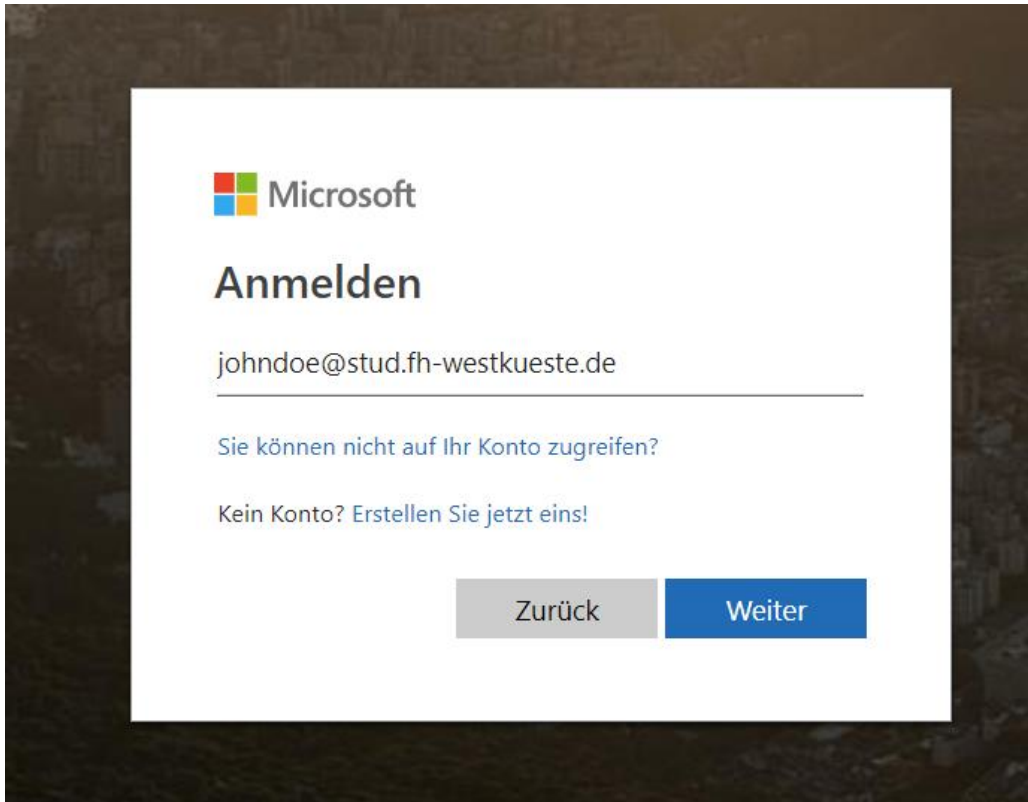 Microsoft
Anmelden
johndoe@stud.fh-westkueste.de
Sie können nicht auf Ihr Konto zugreifen?
Kein Konto? Erstellen Sie jetzt eins!
Zurück Weiter